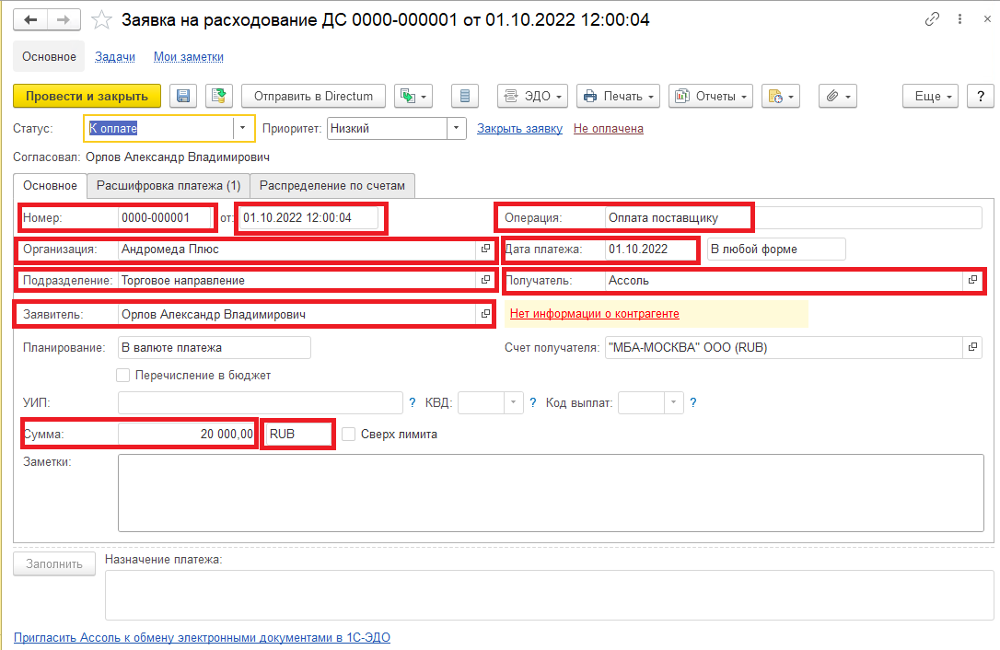 Заявка на расходование ДС 0000-000001 от 01.10.2022 12:00:04
Основное Задачи Мои заметки
Провести и закрыть Отправить в Directum ЭДО Печать Отчеты Еще ?
Статус: К оплате Приоритет: Низкий Закрыть заявку Не оплачена
Согласовал: Орлов Александр Владимирович
Основное Расшифровка платежа (1) Распределение по счетам
Номер: 0000-000001 от: 01.10.2022 12:00:04 Операция: Оплата поставщику
Организация: Андромеда Плюс Дата платежа: 01.10.2022 В любой форме
Подразделение: Торговое направление Получатель: Ассоль
Заявитель: Орлов Александр Владимирович Нет информации о контрагенте
Планирование: В валюте платежа Счет получателя: "МБА-МОСКВА" ООО (RUB)
Перечисление в бюджет
УИП: ? КВД: ? Код выплат: ?
Сумма: 20 000,00 RUB Сверх лимита
Заметки:
Заполнить Назначение платежа:
Пригласить Ассоль к обмену электронными документами в 1С-ЭДО